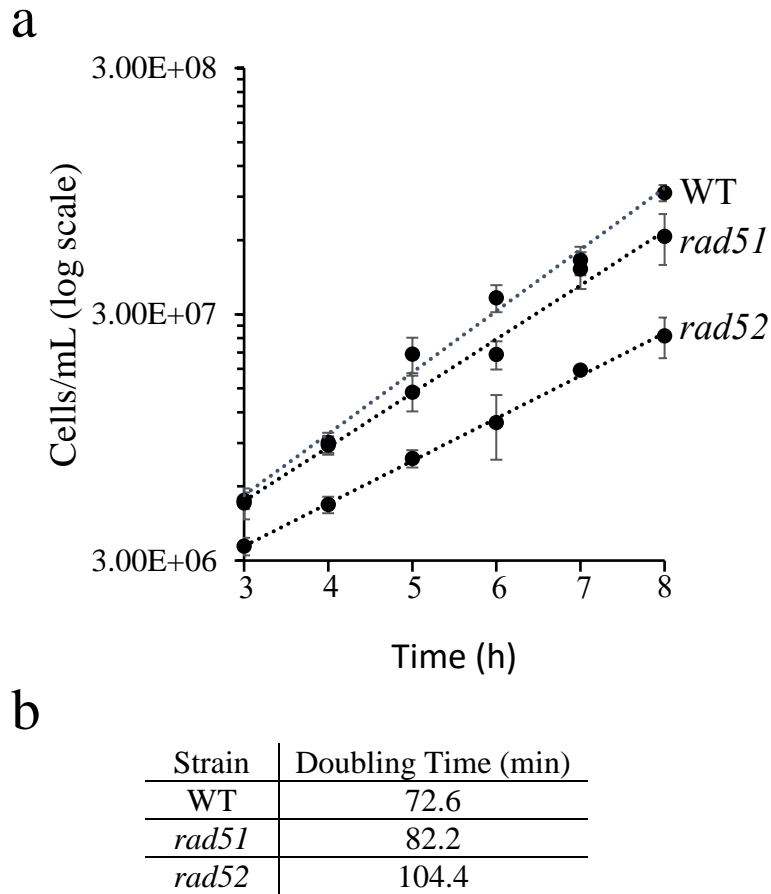 a
3.00E+08
3.00E+07
3.00E+06
Cells/mL (log scale)
WT
rad51
rad52
3 4 5 6 7 8
Time (h)
b
Strain Doubling Time (min)
WT 72.6
rad51 82.2
rad52 104.4